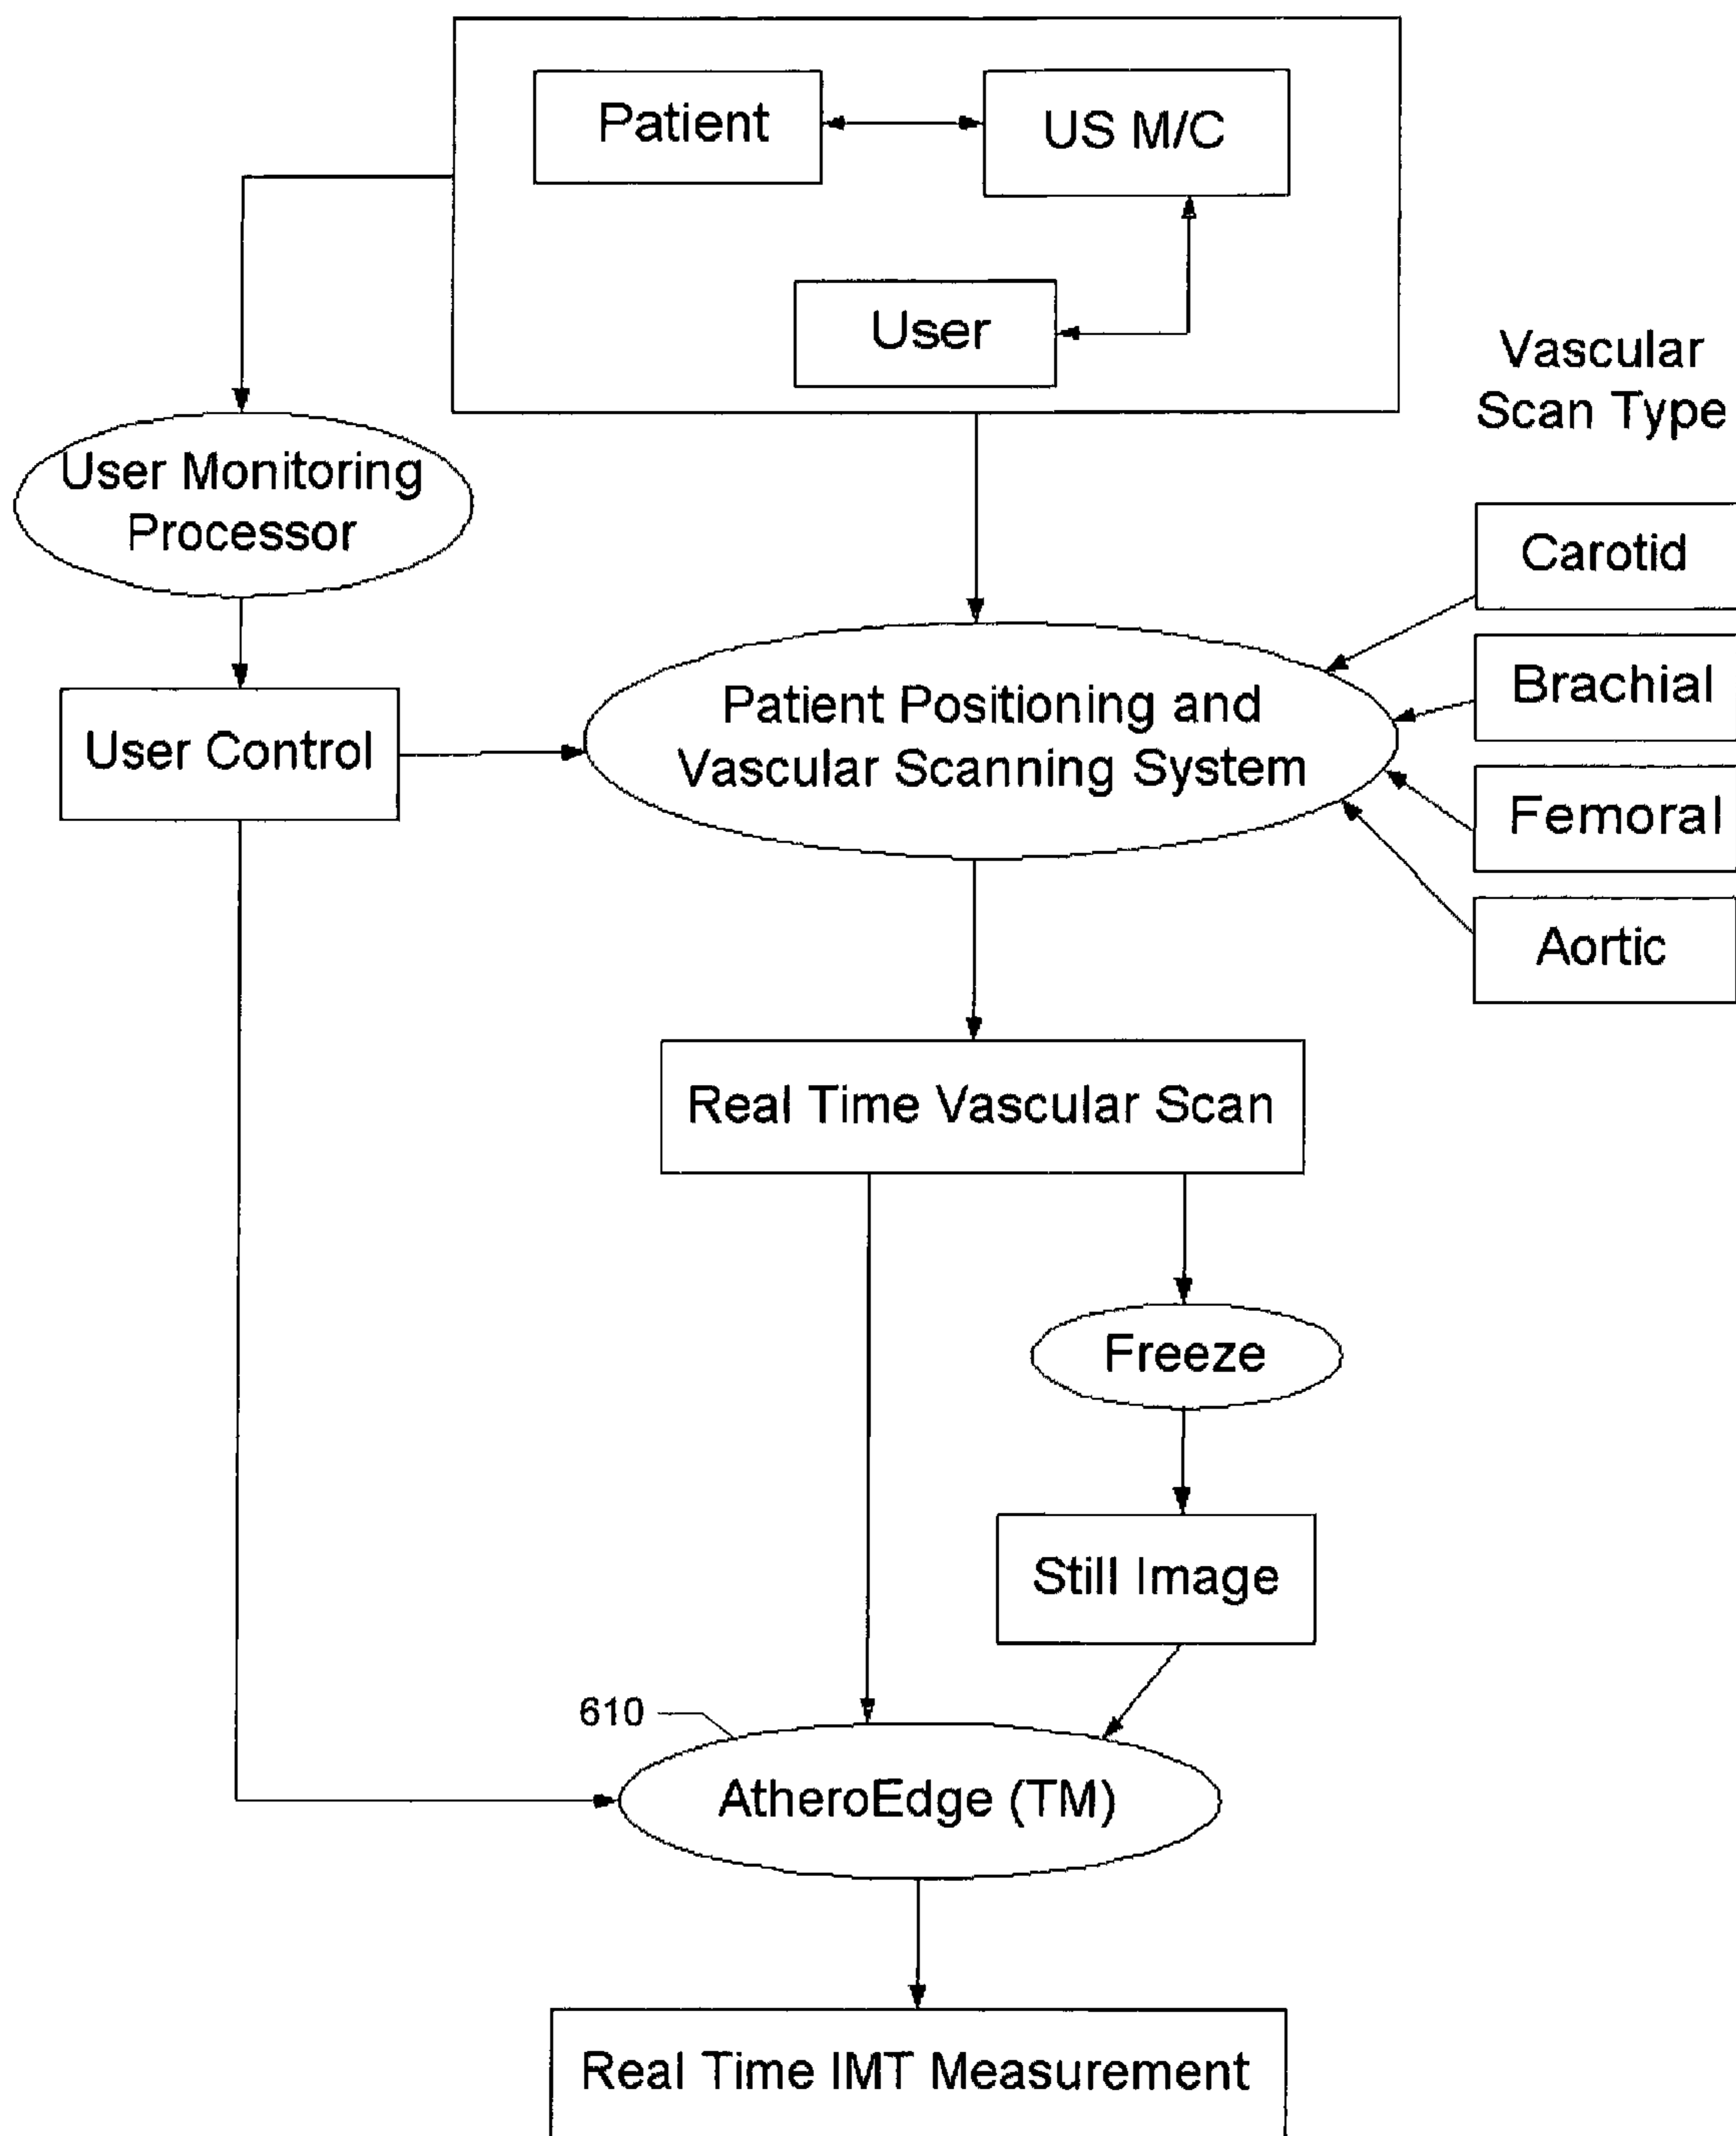 Patient
US M/C
User
Vascular
Scan Type
User Monitoring
Processor
Carotid
Brachial
Femoral
Aortic
User Control
Patient Positioning and
Vascular Scanning System
Real Time Vascular Scan
Freeze
Still Image
610
AtheroEdge (TM)
Real Time IMT Measurement